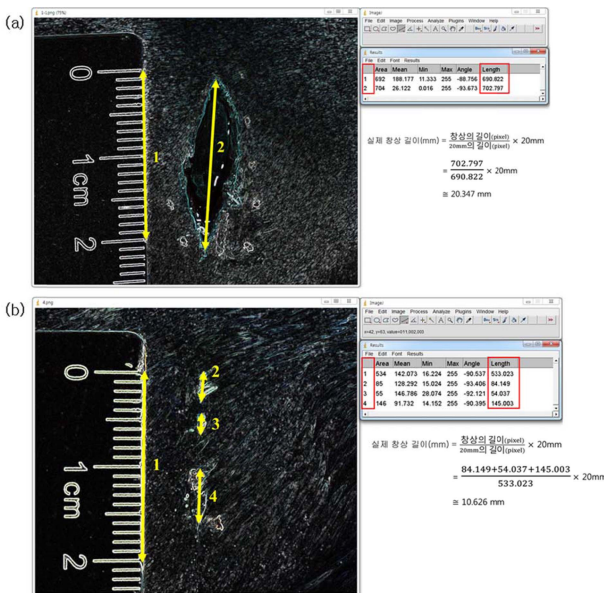 (a)
1-1.png (75%)
0
1 cm
2
1
2
ImageJ
File Edit Image Process Analyze Plugins Window Help
Results
File Edit Font Results
Area Mean Min Max Angle Length
1 692 188.177 11.333 255 -88.756 690.822
2 704 26.122 0.016 255 -93.673 702.797
실제 창상 길이(mm) = 창상의 길이(pixel) / 20mm의 길이(pixel) × 20mm
= 702.797 / 690.822 × 20mm
≅ 20.347 mm
(b)
4.png
0
1 cm
2
1
2
3
4
ImageJ
File Edit Image Process Analyze Plugins Window Help
Results
File Edit Font Results
Area Mean Min Max Angle Length
1 534 142.073 16.224 255 -90.537 533.023
2 85 128.292 15.024 255 -93.406 84.149
3 55 146.786 28.074 255 -92.121 54.037
4 146 91.732 14.152 255 -90.395 145.003
실제 창상 길이(mm) = 창상의 길이(pixel) / 20mm의 길이(pixel) × 20mm
= 84.149+54.037+145.003 / 533.023 × 20mm
≅ 10.626 mm